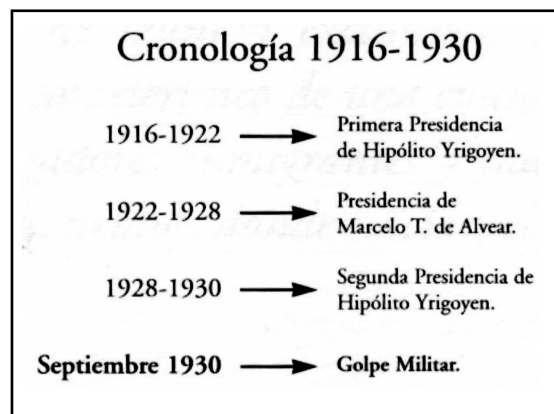 Cronología 1916-1930
1916-1922
Primera Presidencia
de Hipólito Yrigoyen.
1922-1928
Presidencia de
Marcelo T. de Alvear.
1928-1930
Segunda Presidencia de
Hipólito Yrigoyen.
Septiembre 1930
Golpe Militar.